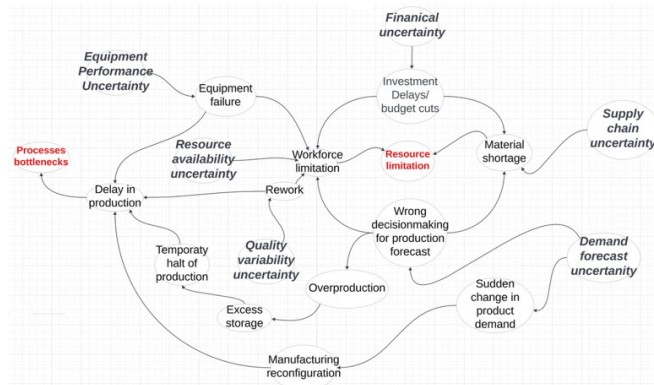 Finanical
uncertainty
Equipment
Performance
Uncertainty
Equipment
failure
Investment
Delays/
budget cuts
Supply
chain
uncertainty
Processes
bottlenecks
Resource
availability
uncertainty
Workforce
limitation
Resource
limitation
Material
shortage
Delay in
production
Rework
Wrong
decisionmaking
for production
forecast
Quality
variability
uncertainty
Demand
forecast
uncertanity
Temporaty
halt of
production
Overproduction
Sudden
change in
product
demand
Excess
storage
Manufacturing
reconfiguration